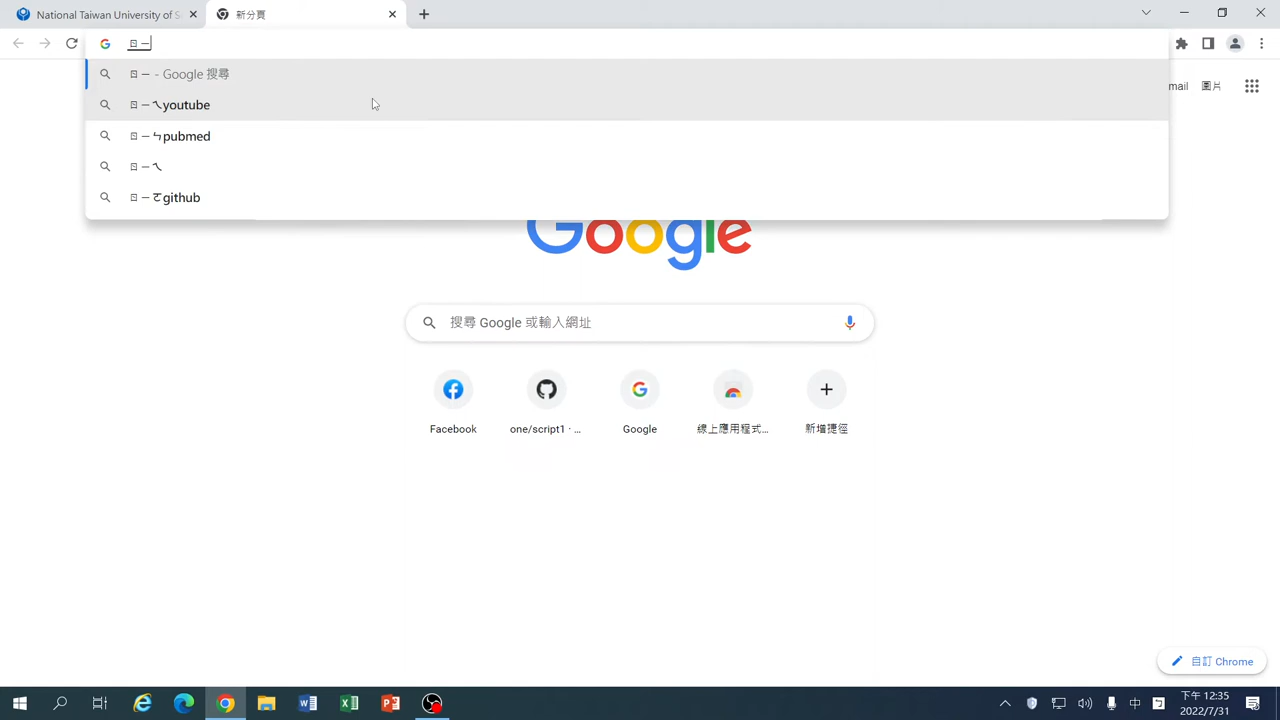 National Taiwan University of S
新分頁
ㄖㄧ
ㄖㄧ - Google 搜尋
ㄖㄧㄟyoutube
ㄖㄧㄣpubmed
ㄖㄧㄟ
ㄖㄧㄛgithub
mail 圖片
Google
搜尋 Google 或輸入網址
Facebook
one/script1 · ...
Google
線上應用程式...
新增捷徑
自訂 Chrome
中
ㄅ
下午 12:35
2022/7/31